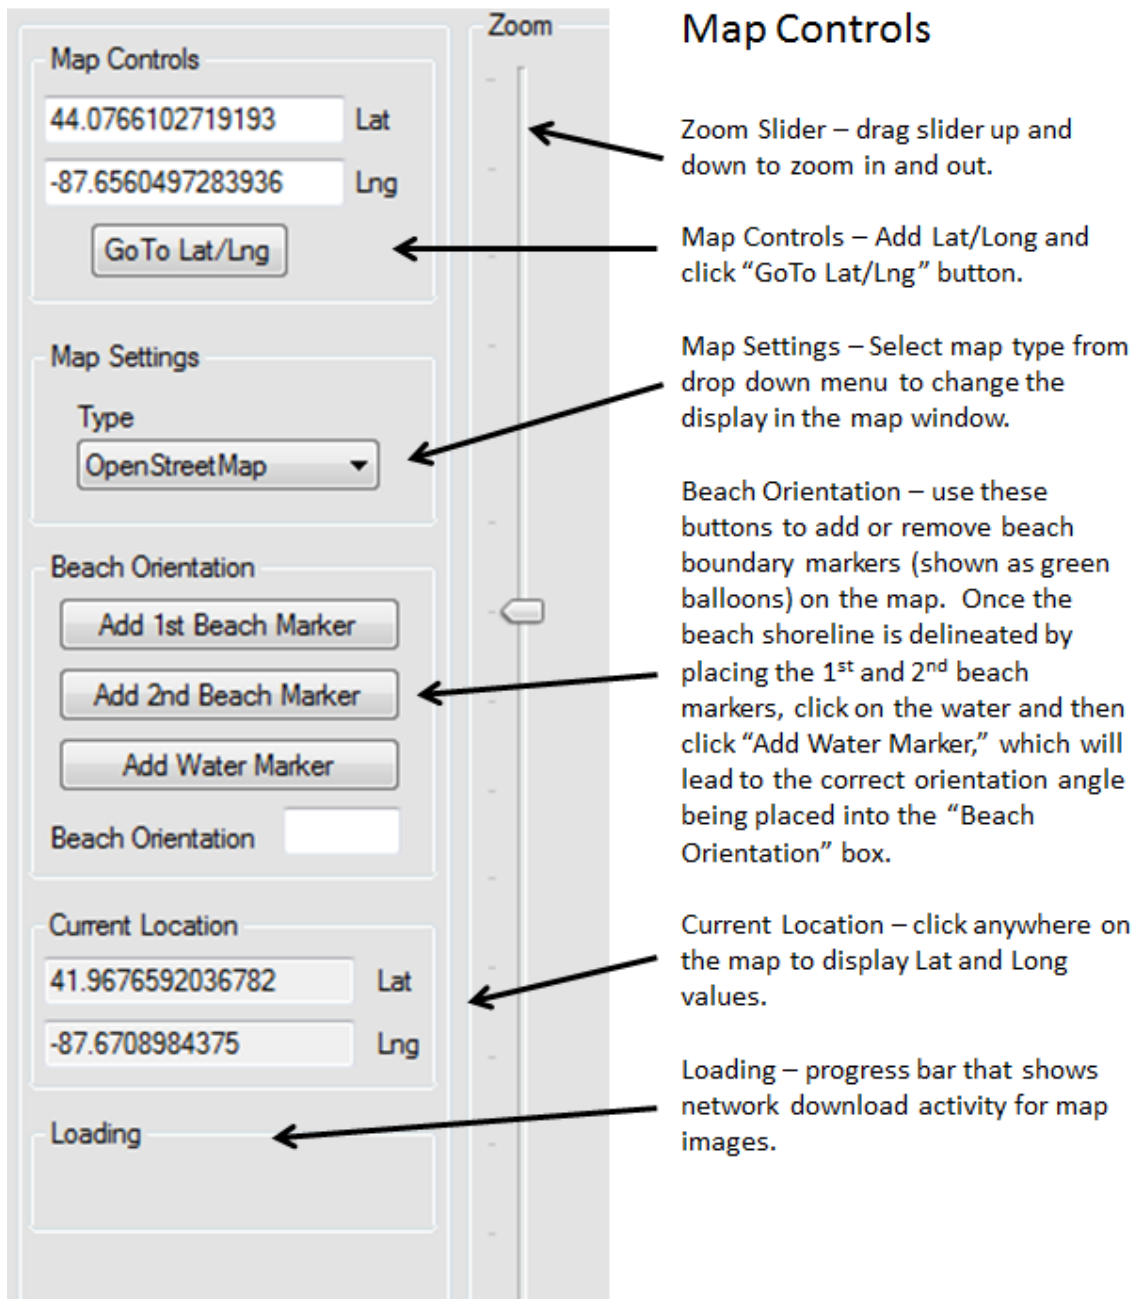 Map Controls
44.0766102719193 Lat
-87.6560497283936 Lng
GoTo Lat/Lng
Map Settings
Type
OpenStreetMap
Beach Orientation
Add 1st Beach Marker
Add 2nd Beach Marker
Add Water Marker
Beach Orientation
Current Location
41.9676592036782 Lat
-87.6708984375 Lng
Loading
Zoom
Map Controls
Zoom Slider – drag slider up and
down to zoom in and out.
Map Controls – Add Lat/Long and
click “GoTo Lat/Lng” button.
Map Settings – Select map type from
drop down menu to change the
display in the map window.
Beach Orientation – use these
buttons to add or remove beach
boundary markers (shown as green
balloons) on the map. Once the
beach shoreline is delineated by
placing the 1st and 2nd beach
markers, click on the water and then
click “Add Water Marker,” which will
lead to the correct orientation angle
being placed into the “Beach
Orientation” box.
Current Location – click anywhere on
the map to display Lat and Long
values.
Loading – progress bar that shows
network download activity for map
images.